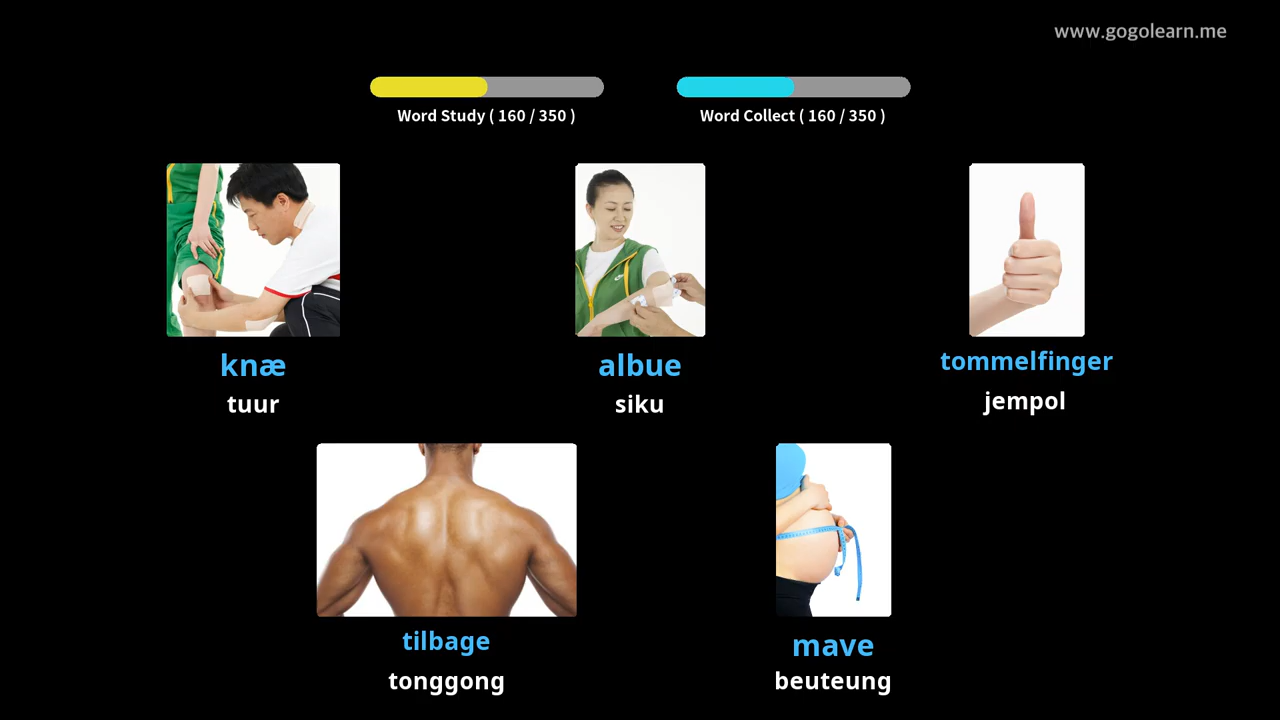 www.gogolearn.me
Word Study ( 160 / 350 )
Word Collect ( 160 / 350 )
knæ
tuur
albue
siku
tommelfinger
jempol
tilbage
tonggong
mave
beuteung